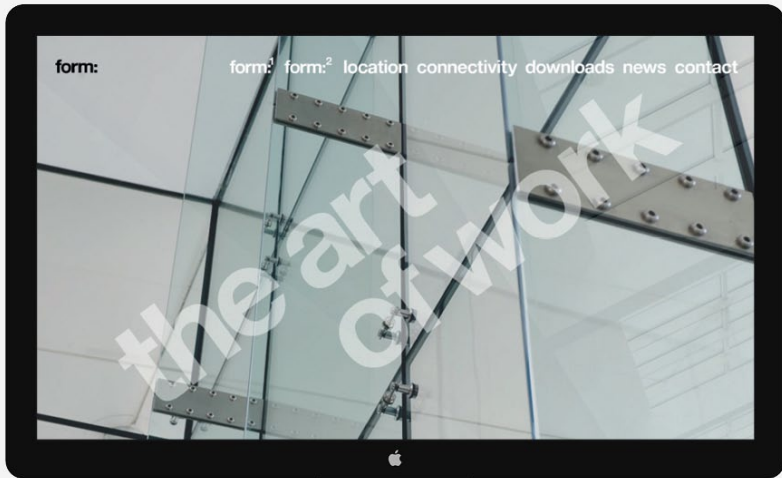 form:
form:¹ form:² location connectivity downloads news contact
the art
of work